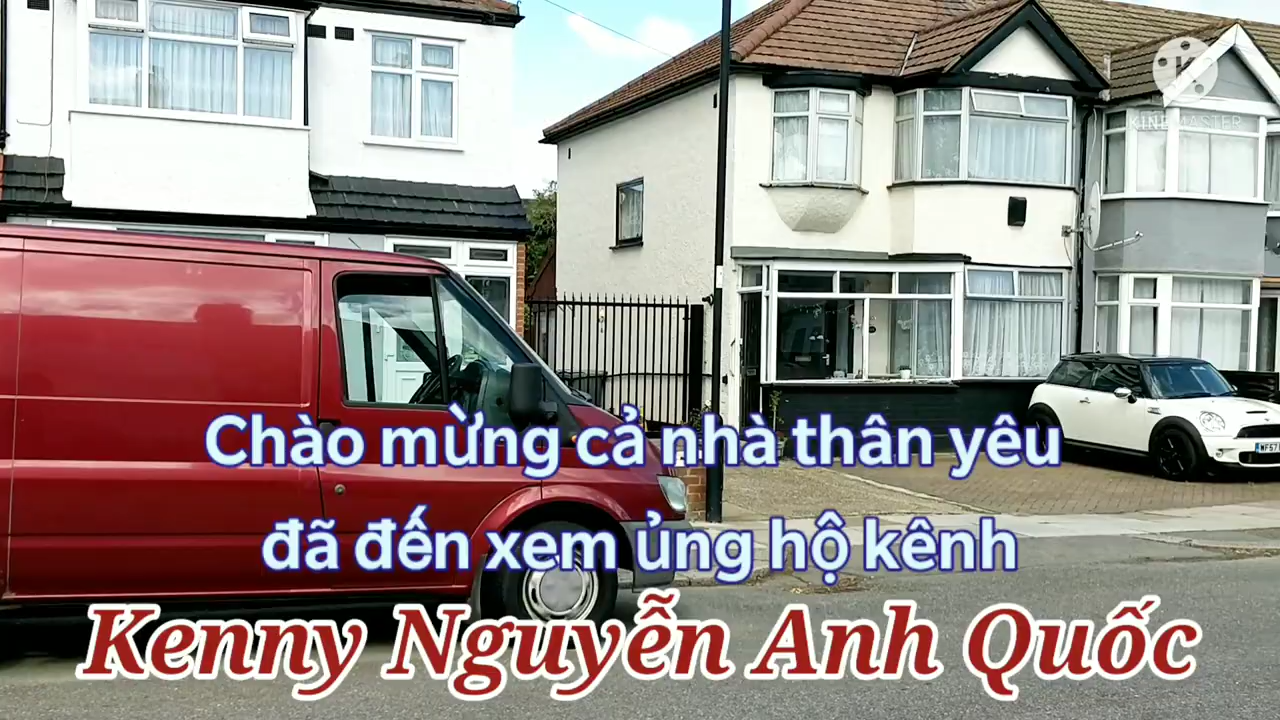 KINEMASTER
Chào mừng cả nhà thân yêu
đã đến xem ủng hộ kênh
Kenny Nguyễn Anh Quốc